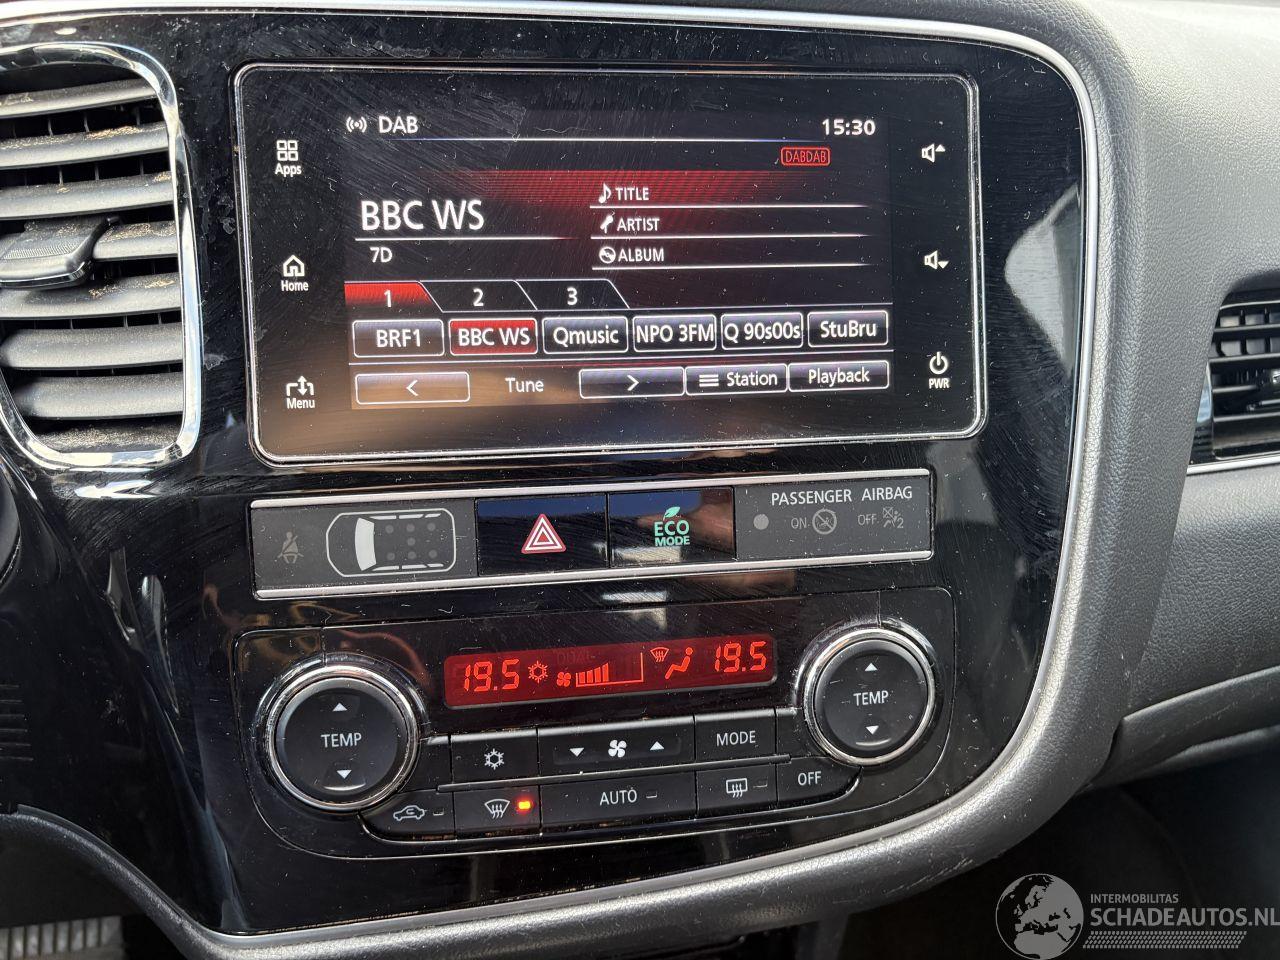 DAB
15:30
Apps
DABDAB
TITLE
BBC WS
ARTIST
7D
ALBUM
Home
1 2 3
BRF1 BBC WS Qmusic NPO 3FM Q 90s00s StuBru
< Tune > Station Playback
Menu
PWR
ECO
MODE
PASSENGER AIRBAG
ON OFF 2
19.5 19.5
TEMP
TEMP
MODE
AUTO
OFF
INTERMOBILITAS
SCHADEAUTOS.NL